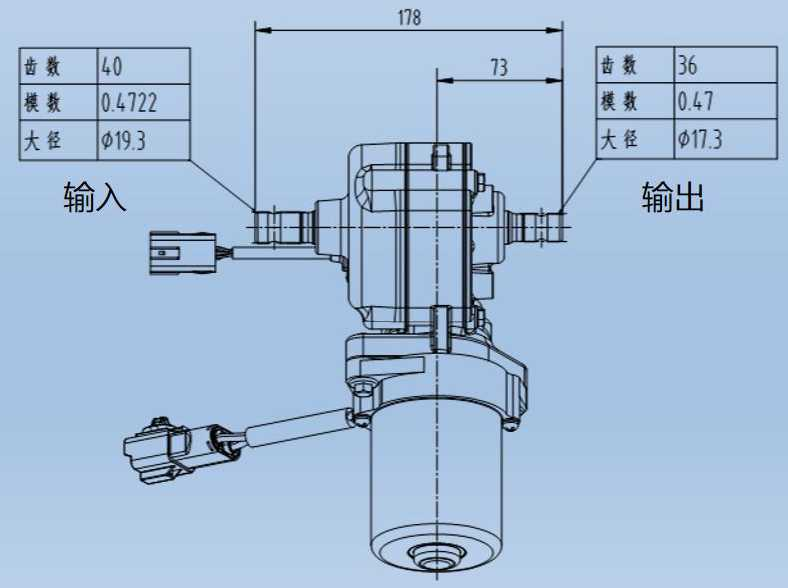 178
73
齿数 40
模数 0.4722
大径 ϕ19.3
输入
齿数 36
模数 0.47
大径 ϕ17.3
输出